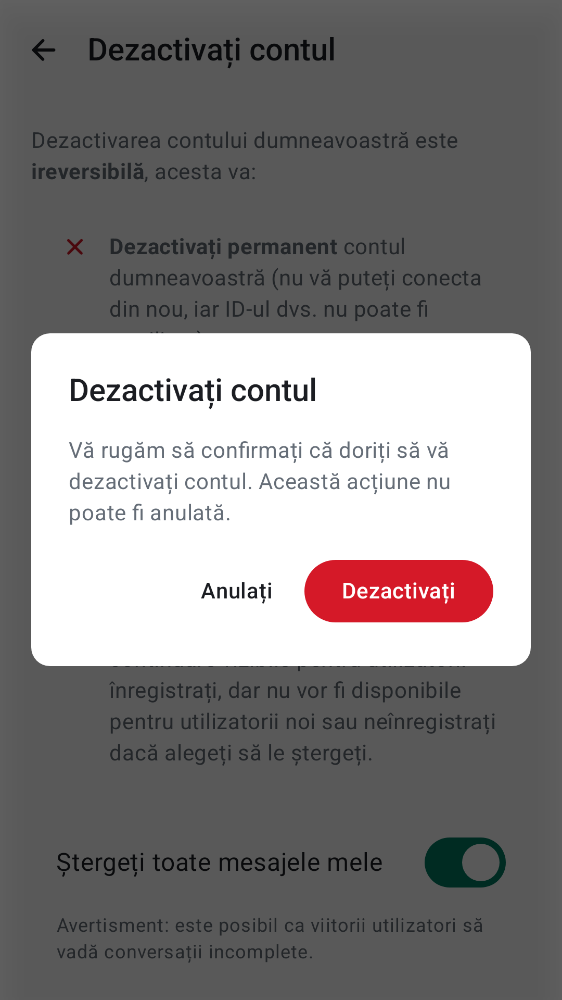 Dezactivați contul
Dezactivarea contului dumneavoastră este
ireversibilă, acesta va:
Dezactivați permanent contul
dumneavoastră (nu vă puteți conecta
din nou, iar ID-ul dvs. nu poate fi
Dezactivați contul
Vă rugăm să confirmați că doriți să vă
dezactivați contul. Această acțiune nu
poate fi anulată.
Anulați
Dezactivați
înregistrați, dar nu vor fi disponibile
pentru utilizatorii noi sau neînregistrați
dacă alegeți să le ștergeți.
Ștergeți toate mesajele mele
Avertisment: este posibil ca viitorii utilizatori să
vadă conversații incomplete.